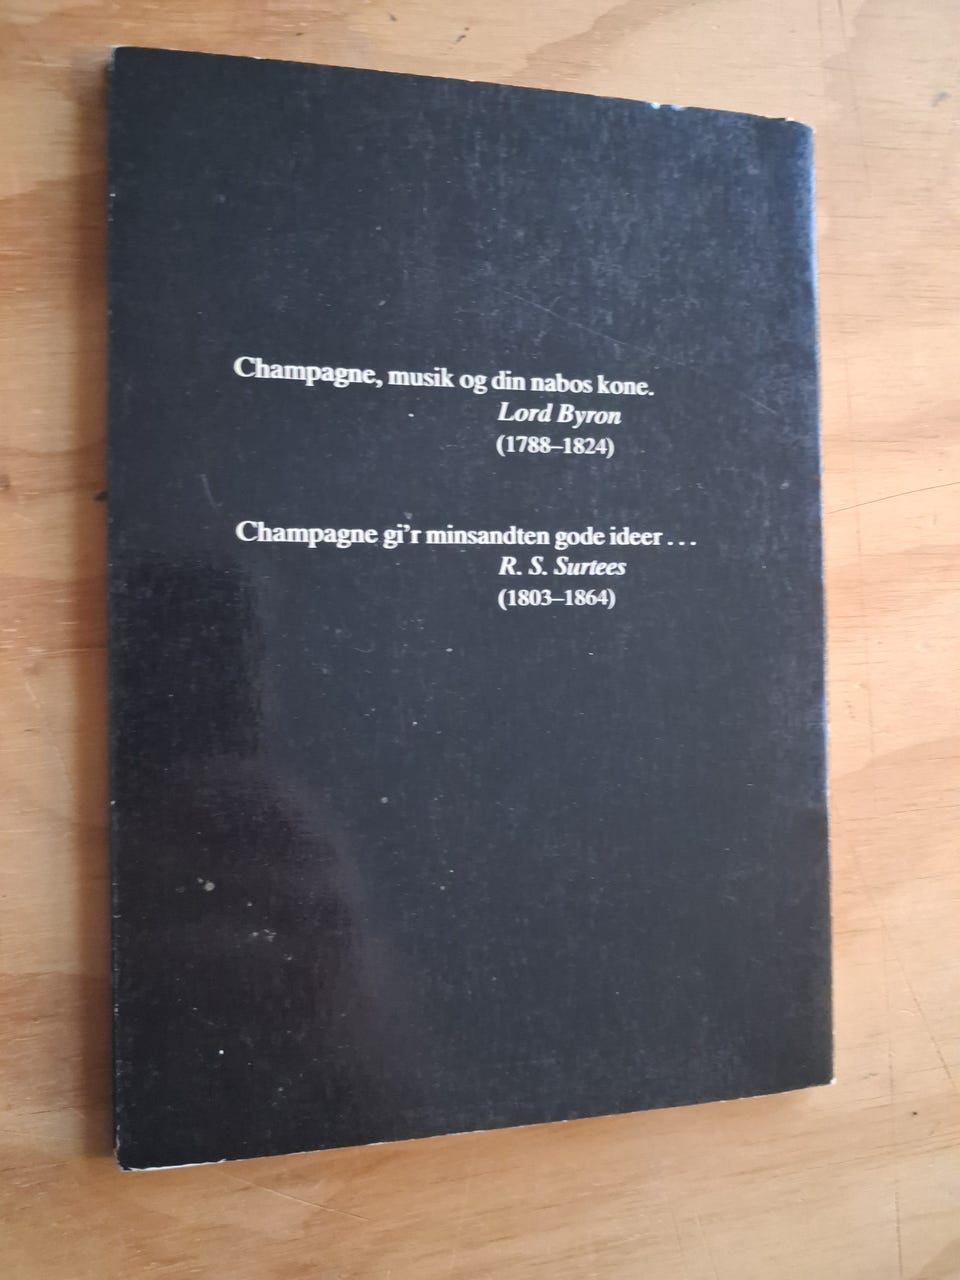 Champagne, musik og din nabos kone.
Lord Byron
(1788–1824)
Champagne gi'r minsandten gode ideer...
R. S. Surtees
(1803–1864)